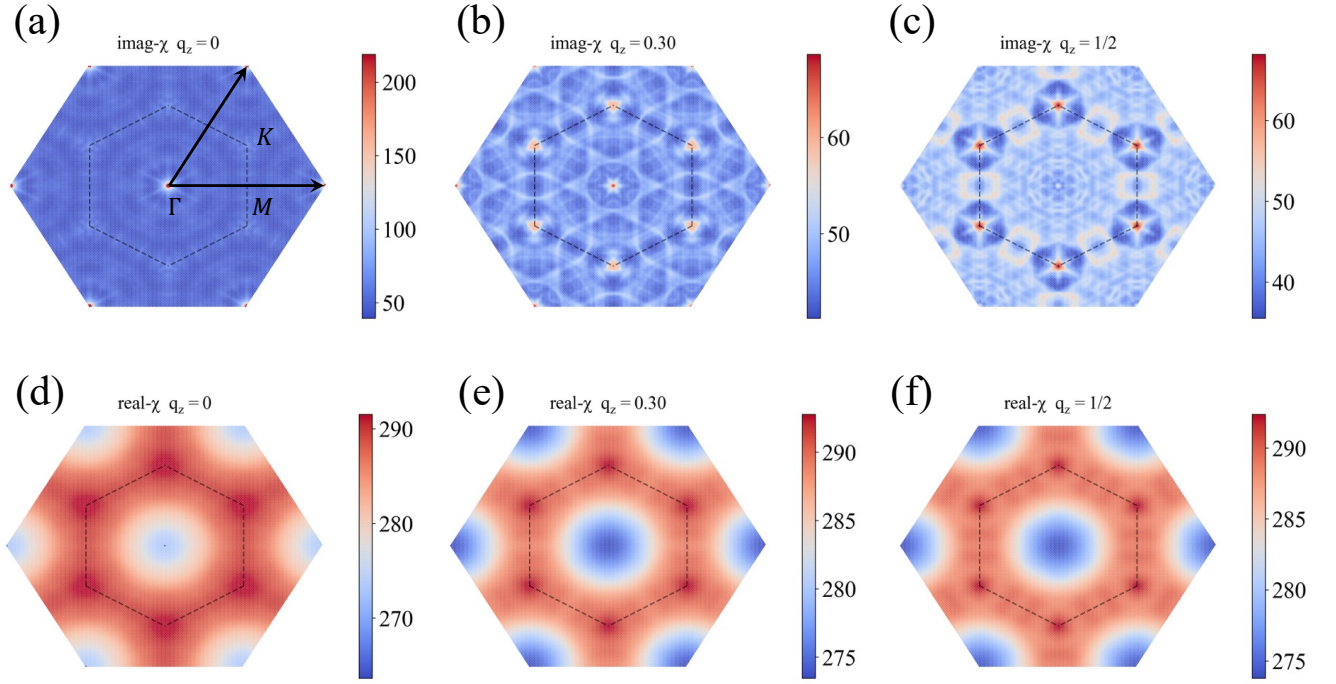 (a)
imag-χ q_z = 0
K
Γ
M
200
150
100
50
(b)
imag-χ q_z = 0.30
60
50
(c)
imag-χ q_z = 1/2
60
50
40
(d)
real-χ q_z = 0
290
280
270
(e)
real-χ q_z = 0.30
290
285
280
275
(f)
real-χ q_z = 1/2
290
285
280
275